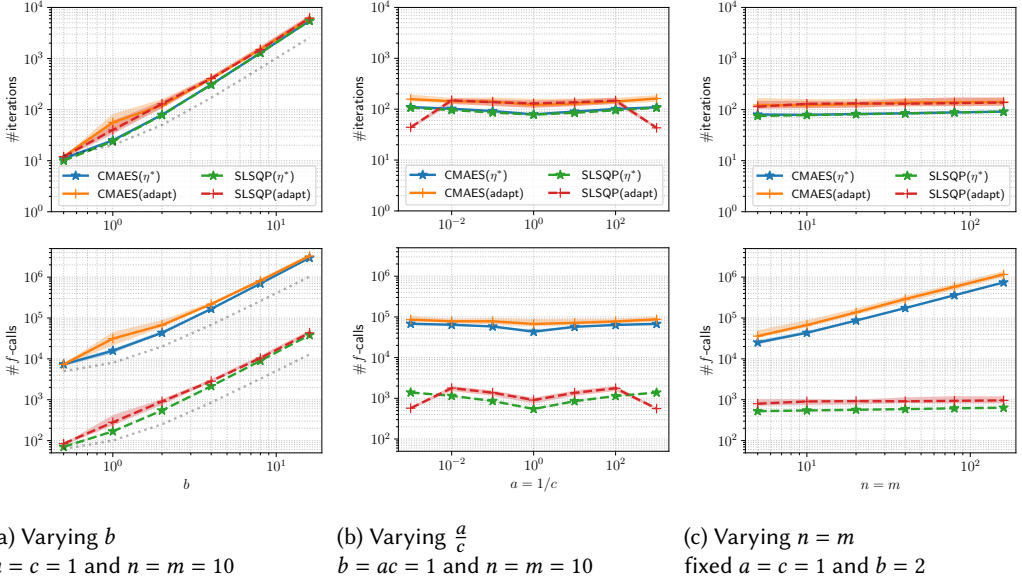 10⁴
10³
10²
10¹
10⁰
#iterations
CMAES(η*)
CMAES(adapt)
SLSQP(η*)
SLSQP(adapt)
10⁰
10¹
10⁴
10³
10²
10¹
10⁰
#iterations
CMAES(η*)
CMAES(adapt)
SLSQP(η*)
SLSQP(adapt)
10⁻²
10⁰
10²
10⁴
10³
10²
10¹
10⁰
#iterations
CMAES(η*)
CMAES(adapt)
SLSQP(η*)
SLSQP(adapt)
10¹
10²
10⁶
10⁵
10⁴
10³
10²
#f-calls
10⁰
10¹
b
10⁶
10⁵
10⁴
10³
10²
#f-calls
10⁻²
10⁰
10²
a = 1/c
10⁶
10⁵
10⁴
10³
10²
#f-calls
10¹
10²
n = m
a) Varying b
= c = 1 and n = m = 10
(b) Varying a/c
b = ac = 1 and n = m = 10
(c) Varying n = m
fixed a = c = 1 and b = 2